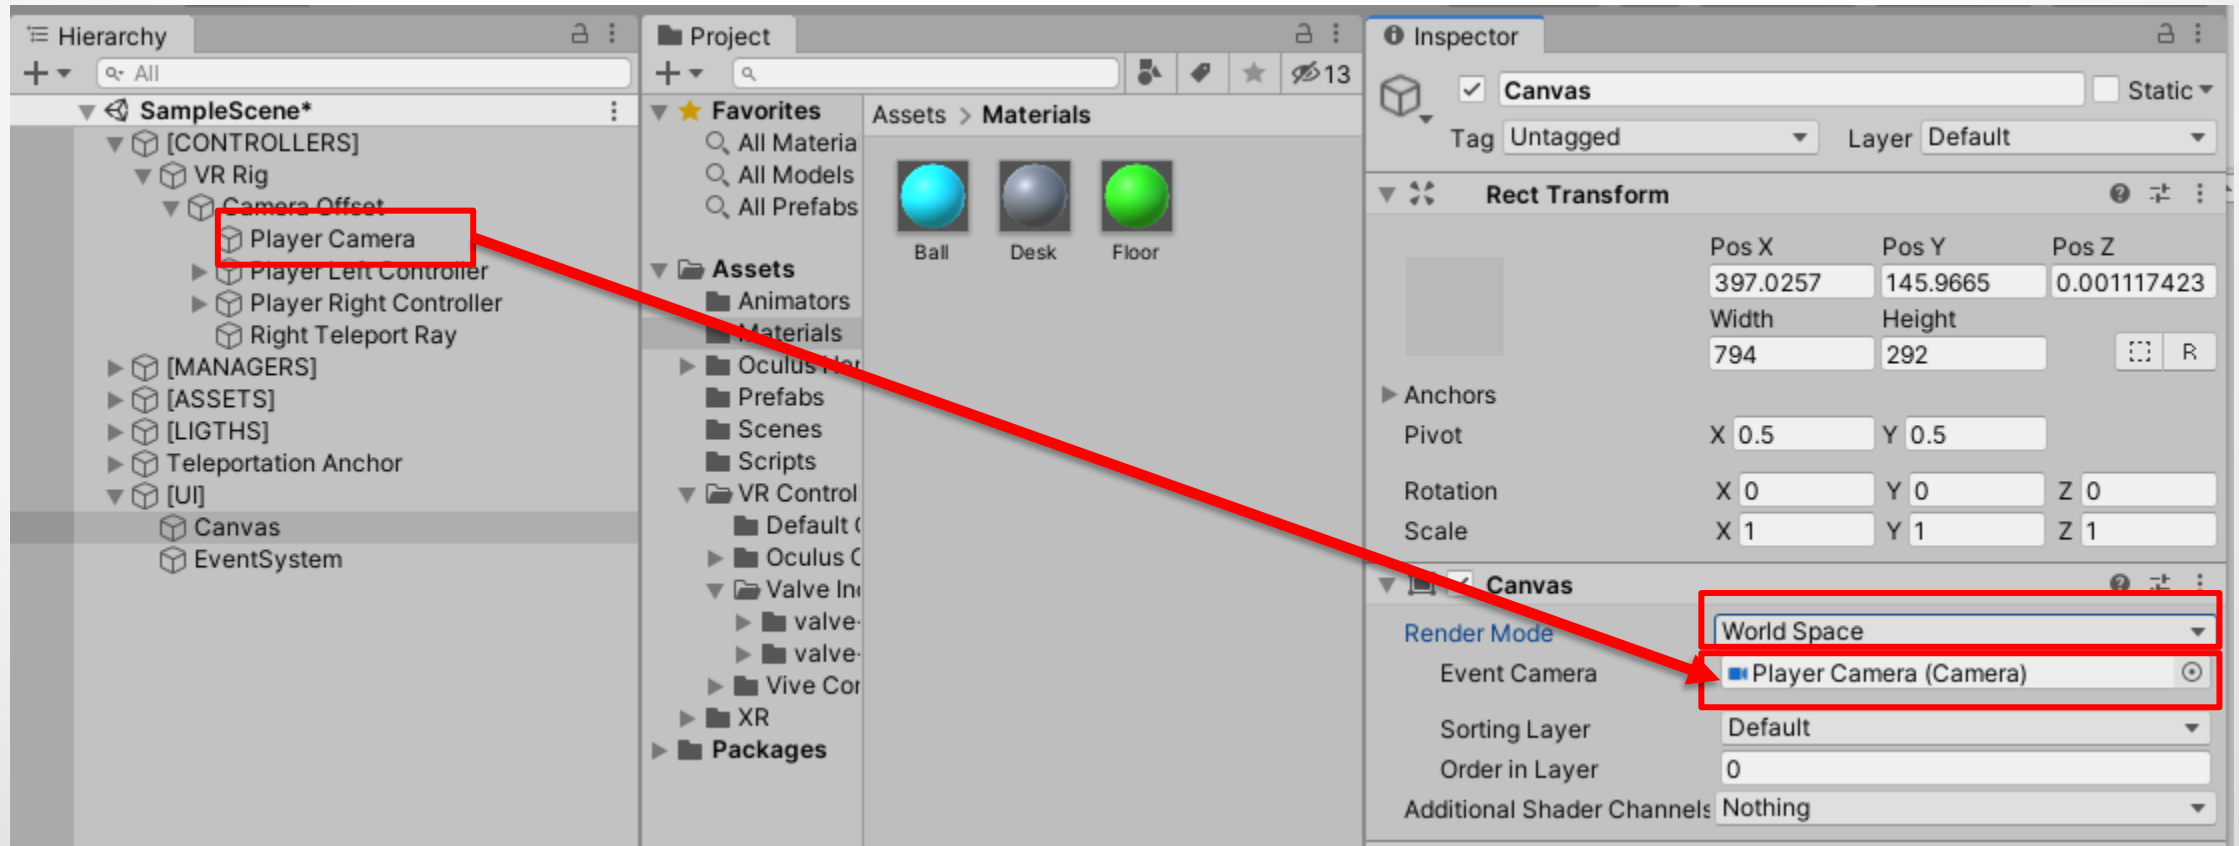 Hierarchy
All
SampleScene*
[CONTROLLERS]
VR Rig
Camera Offset
Player Camera
Player Left Controller
Player Right Controller
Right Teleport Ray
[MANAGERS]
[ASSETS]
[LIGTHS]
Teleportation Anchor
[UI]
Canvas
EventSystem
Project
13
Favorites
All Materia
All Models
All Prefabs
Assets
Animators
Materials
Oculus Han
Prefabs
Scenes
Scripts
VR Control
Default
Oculus
Valve In
valve-
valve-
Vive Cor
XR
Packages
Assets > Materials
Ball Desk Floor
Inspector
Canvas Static
Tag Untagged Layer Default
Rect Transform
Pos X Pos Y Pos Z
397.0257 145.9665 0.001117423
Width Height
794 292
R
Anchors
Pivot X 0.5 Y 0.5
Rotation X 0 Y 0 Z 0
Scale X 1 Y 1 Z 1
Canvas
Render Mode World Space
Event Camera Player Camera (Camera)
Sorting Layer Default
Order in Layer 0
Additional Shader Channels Nothing